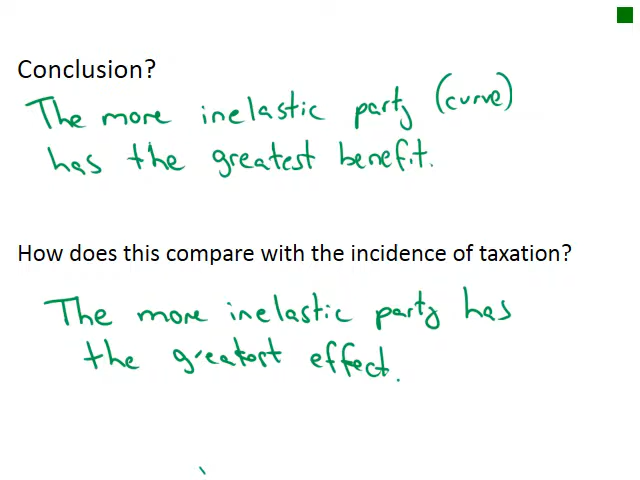 Conclusion?
The more inelastic party (curve)
has the greatest benefit.
How does this compare with the incidence of taxation?
The more inelastic party has
the greatest effect.